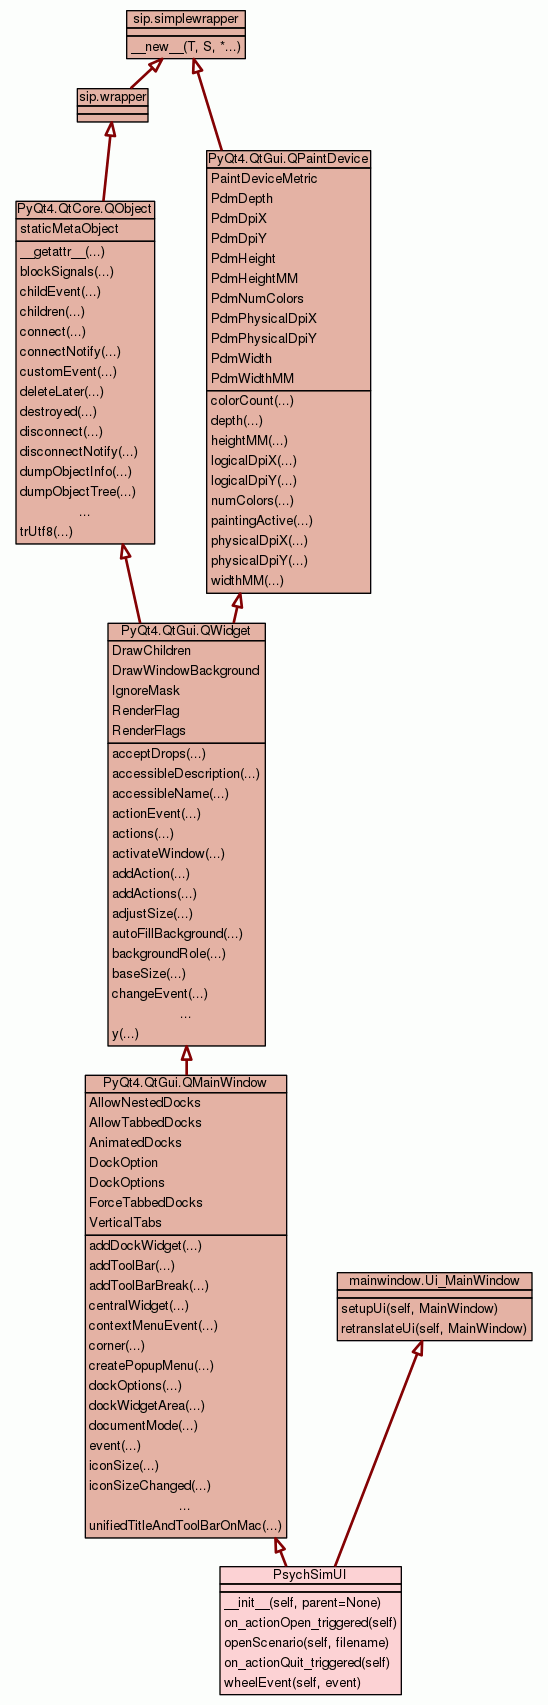 sip.simplewrapper
__new__(T, S, *...)
sip.wrapper
PyQt4.QtGui.QPaintDevice
PaintDeviceMetric
PdmDepth
PdmDpiX
PdmDpiY
PdmHeight
PdmHeightMM
PdmNumColors
PdmPhysicalDpiX
PdmPhysicalDpiY
PdmWidth
PdmWidthMM
colorCount(...)
depth(...)
heightMM(...)
logicalDpiX(...)
logicalDpiY(...)
numColors(...)
paintingActive(...)
physicalDpiX(...)
physicalDpiY(...)
widthMM(...)
PyQt4.QtCore.QObject
staticMetaObject
__getattr__(...)
blockSignals(...)
childEvent(...)
children(...)
connect(...)
connectNotify(...)
customEvent(...)
deleteLater(...)
destroyed(...)
disconnect(...)
disconnectNotify(...)
dumpObjectInfo(...)
dumpObjectTree(...)
...
trUtf8(...)
PyQt4.QtGui.QWidget
DrawChildren
DrawWindowBackground
IgnoreMask
RenderFlag
RenderFlags
acceptDrops(...)
accessibleDescription(...)
accessibleName(...)
actionEvent(...)
actions(...)
activateWindow(...)
addAction(...)
addActions(...)
adjustSize(...)
autoFillBackground(...)
backgroundRole(...)
baseSize(...)
changeEvent(...)
...
y(...)
PyQt4.QtGui.QMainWindow
AllowNestedDocks
AllowTabbedDocks
AnimatedDocks
DockOption
DockOptions
ForceTabbedDocks
VerticalTabs
addDockWidget(...)
addToolBar(...)
addToolBarBreak(...)
centralWidget(...)
contextMenuEvent(...)
corner(...)
createPopupMenu(...)
dockOptions(...)
dockWidgetArea(...)
documentMode(...)
event(...)
iconSize(...)
iconSizeChanged(...)
...
unifiedTitleAndToolBarOnMac(...)
mainwindow.Ui_MainWindow
setupUi(self, MainWindow)
retranslateUi(self, MainWindow)
PsychSimUI
__init__(self, parent=None)
on_actionOpen_triggered(self)
openScenario(self, filename)
on_actionQuit_triggered(self)
wheelEvent(self, event)